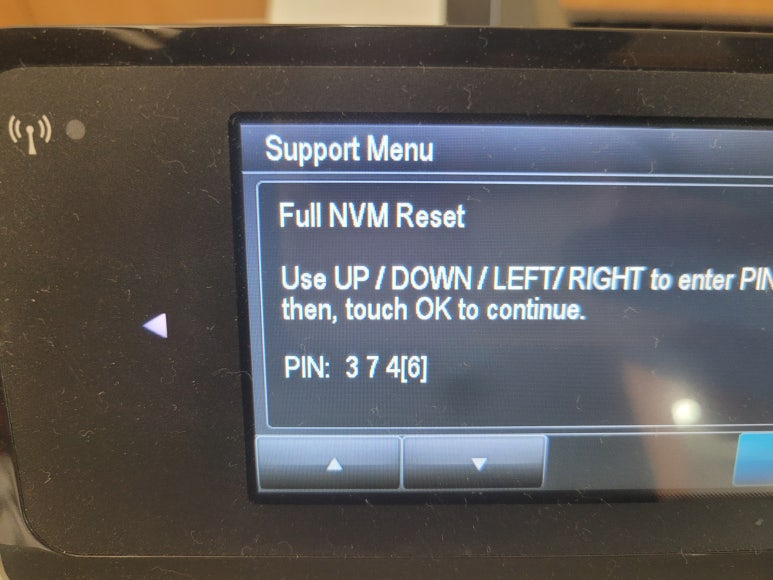 Support Menu
Full NVM Reset
Use UP / DOWN / LEFT/ RIGHT to enter PIN
then, touch OK to continue.
PIN: 3 7 4[6]